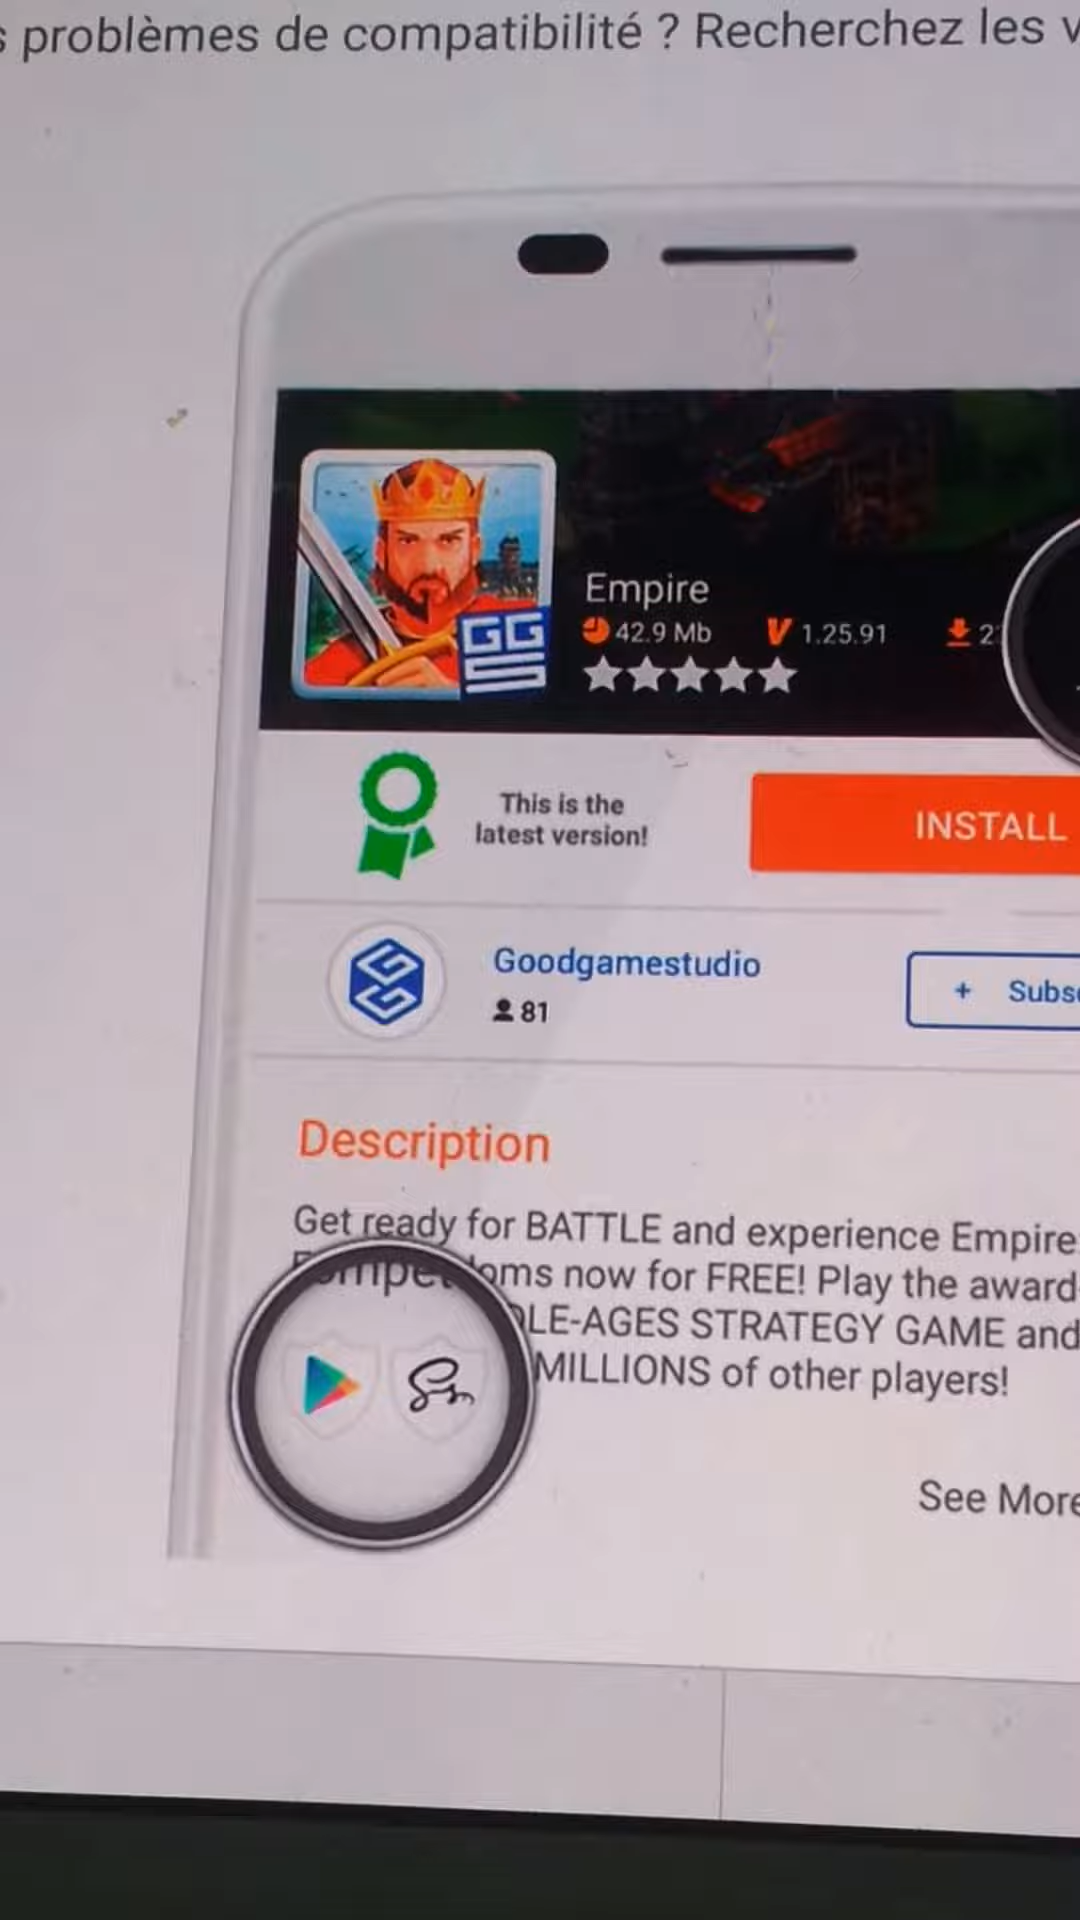 problèmes de compatibilité ? Recherchez les
Empire
42.9 Mb 1.25.91
GGS
This is the
latest version!
INSTALL
Goodgamestudio
81
+ Subs
Description
Get ready for BATTLE and experience Empire
oms now for FREE! Play the award
LE-AGES STRATEGY GAME and
MILLIONS of other players!
See More